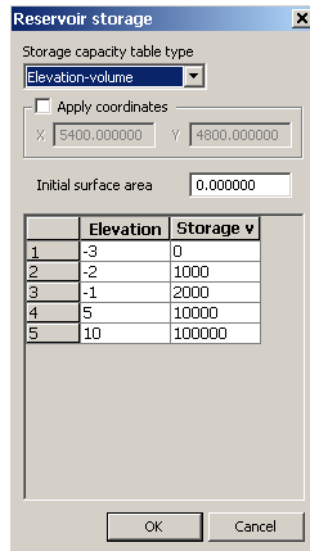 Reservoir storage
Storage capacity table type
Elevation-volume
Apply coordinates
X 5400.000000 Y 4800.000000
Initial surface area 0.000000
Elevation Storage v
1 -3 0
2 -2 1000
3 -1 2000
4 5 10000
5 10 100000
OK Cancel